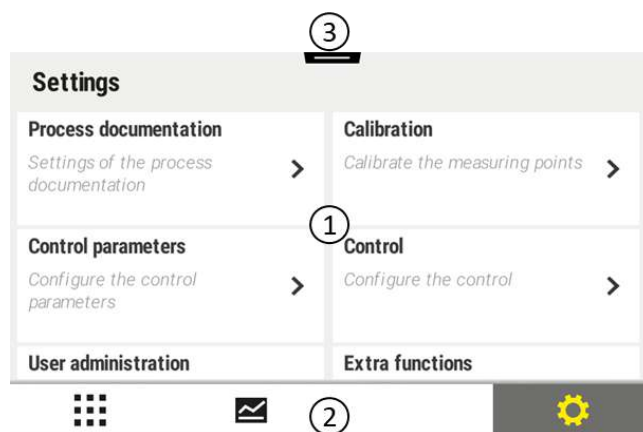 ③
Settings
Process documentation
Settings of the process
documentation
Calibration
Calibrate the measuring points
①
Control parameters
Configure the control
parameters
Control
Configure the control
User administration
Extra functions
②